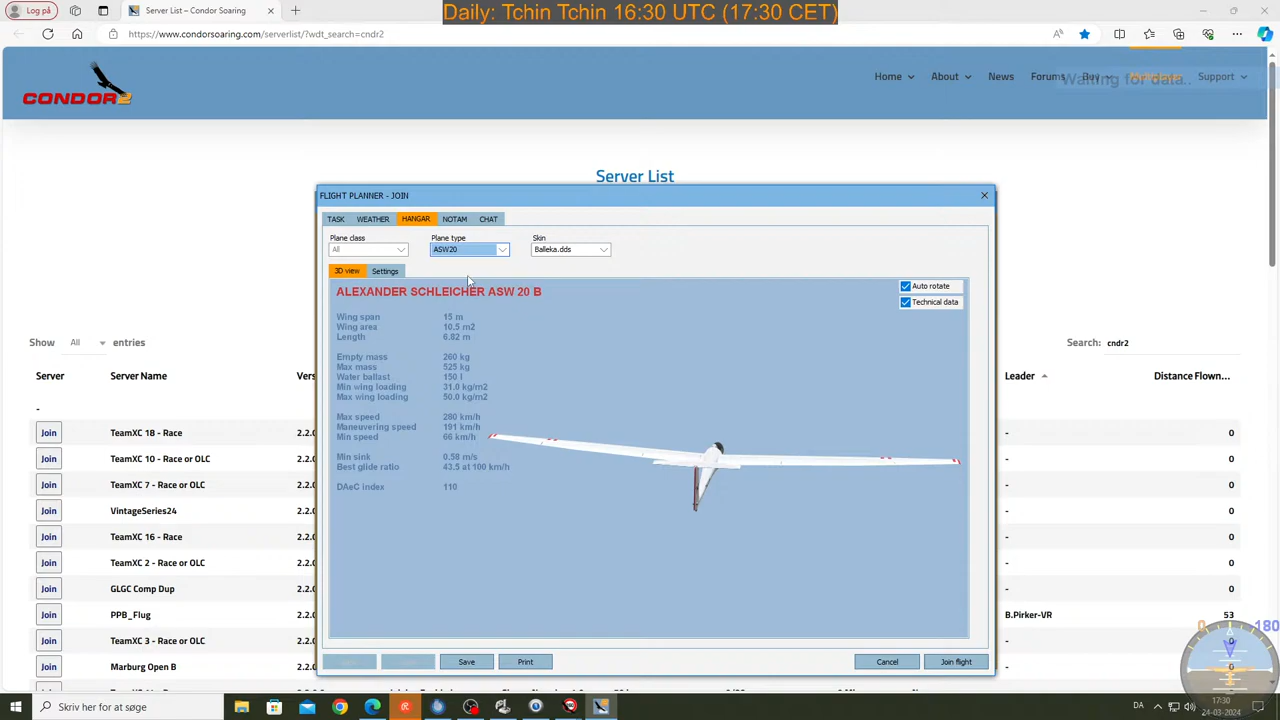 Daily: Tchin Tchin 16:30 UTC (17:30 CET)
Log på
Server List - Condor Soaring
https://www.condorsoaring.com/serverlist/?wdt_search=cndr2
CONDOR2
Home
About
News
Forums
Support
Waiting for data..
Server List
FLIGHT PLANNER - JOIN
TASK
WEATHER
HANGAR
NOTAM
CHAT
Plane class
Plane type
Skin
All
ASW20
Balleka.dds
3D view
Settings
ALEXANDER SCHLEICHER ASW 20 B
Auto rotate
Technical data
Wing span 15 m
Wing area 10.5 m2
Length 6.82 m
Empty mass 260 kg
Max mass 525 kg
Water ballast 150 l
Min wing loading 31.0 kg/m2
Max wing loading 50.0 kg/m2
Max speed 280 km/h
Maneuvering speed 191 km/h
Min speed 66 km/h
Min sink 0.58 m/s
Best glide ratio 43.5 at 100 km/h
DAeC index 110
Save
Print
Cancel
Join flight
Show All entries
Search: cndr2
Server
Server Name
Vers
Leader
Distance Flown...
-
Join TeamXC 18 - Race 2.2.0 - 0
Join TeamXC 10 - Race or OLC 2.2.0 - 0
Join TeamXC 7 - Race or OLC 2.2.0 - 0
Join VintageSeries24 2.2.0 - 0
Join TeamXC 16 - Race 2.2.0 - 0
Join TeamXC 2 - Race or OLC 2.2.0 - 0
Join GLGC Comp Dup 2.2.0 - 0
Join PPB_Flug 2.2.0 B.Pirker-VR 53
Join TeamXC 3 - Race or OLC 2.2.0 - 0
Join Marburg Open B 2.2.0 - 0
0
-180
Skriv her for at søge
DA
17:30
24-03-2024